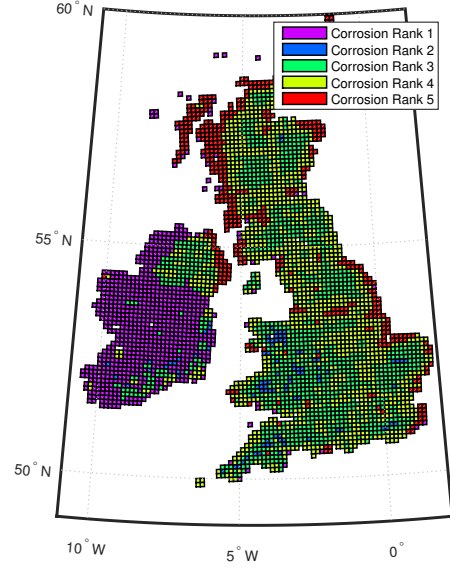 60° N
Corrosion Rank 1
Corrosion Rank 2
Corrosion Rank 3
Corrosion Rank 4
Corrosion Rank 5
55° N
50° N
10° W
5° W
0°